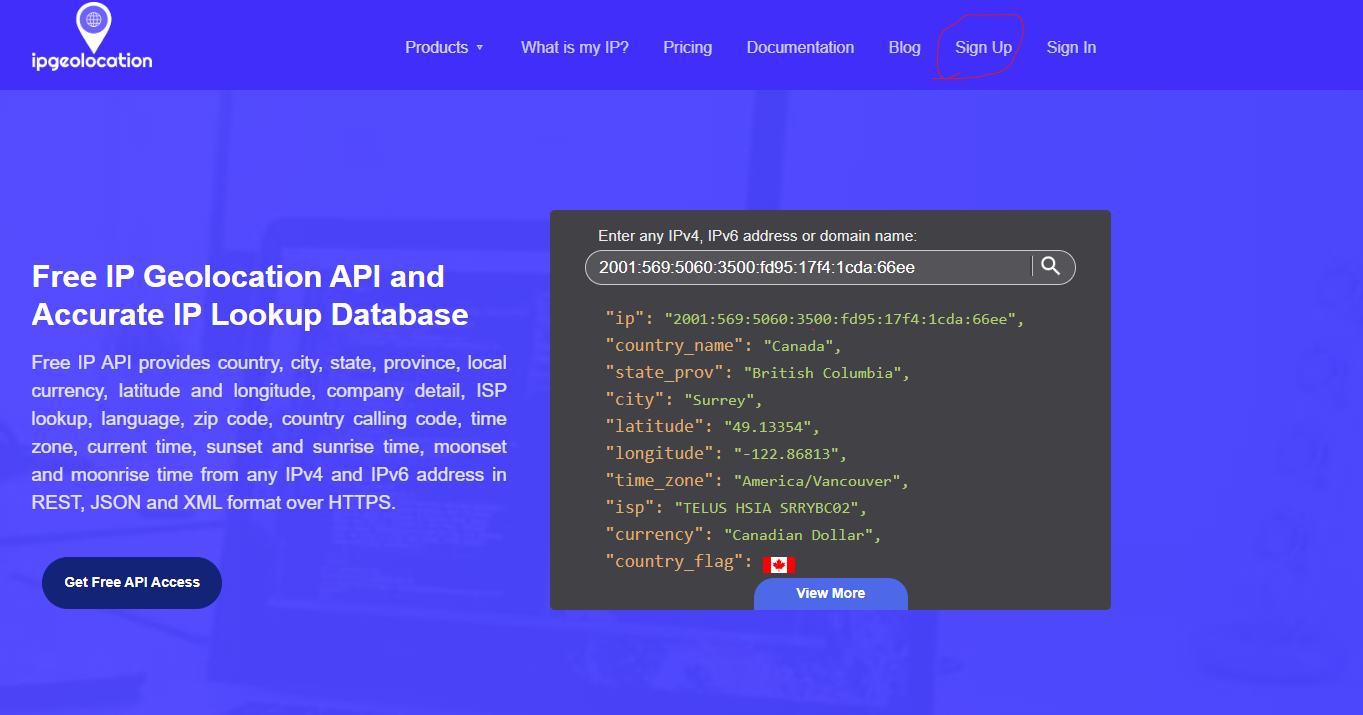 ipgeolocation
Products ▼ What is my IP? Pricing Documentation Blog Sign Up Sign In
Free IP Geolocation API and
Accurate IP Lookup Database
Free IP API provides country, city, state, province, local
currency, latitude and longitude, company detail, ISP
lookup, language, zip code, country calling code, time
zone, current time, sunset and sunrise time, moonset
and moonrise time from any IPv4 and IPv6 address in
REST, JSON and XML format over HTTPS.
Get Free API Access
Enter any IPv4, IPv6 address or domain name:
2001:569:5060:3500:fd95:17f4:1cda:66ee
"ip": "2001:569:5060:3500:fd95:17f4:1cda:66ee",
"country_name": "Canada",
"state_prov": "British Columbia",
"city": "Surrey",
"latitude": "49.13354",
"longitude": "-122.86813",
"time_zone": "America/Vancouver",
"isp": "TELUS HSIA SRRYBC02",
"currency": "Canadian Dollar",
"country_flag":
View More